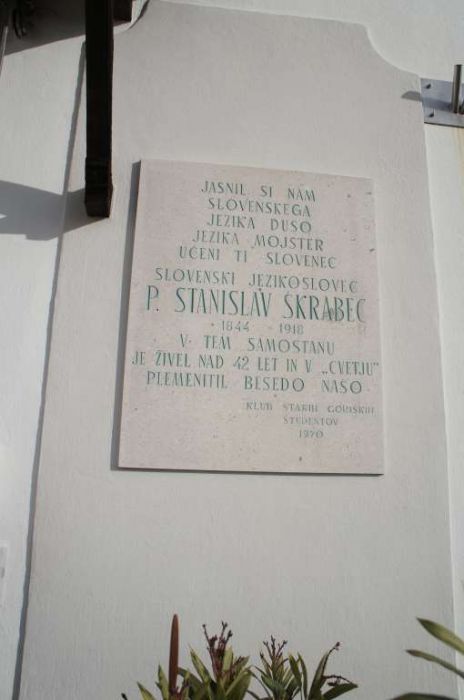 JASNIL SI NAM
SLOVENSKEGA
JEZIKA DUŠO
JEZIKA MOJSTER
UČENI TI SLOVENEC
SLOVENSKI JEZIKOSLOVEC
P. STANISLAV ŠKRABEC
· 1844 · 1918
V TEM SAMOSTANU
JE ŽIVEL NAD 42 LET IN V „CVETJU"
PLEMENITIL BESEDO NAŠO
KLUB STARIH GORIŠKIH
ŠTUDENTOV
1970